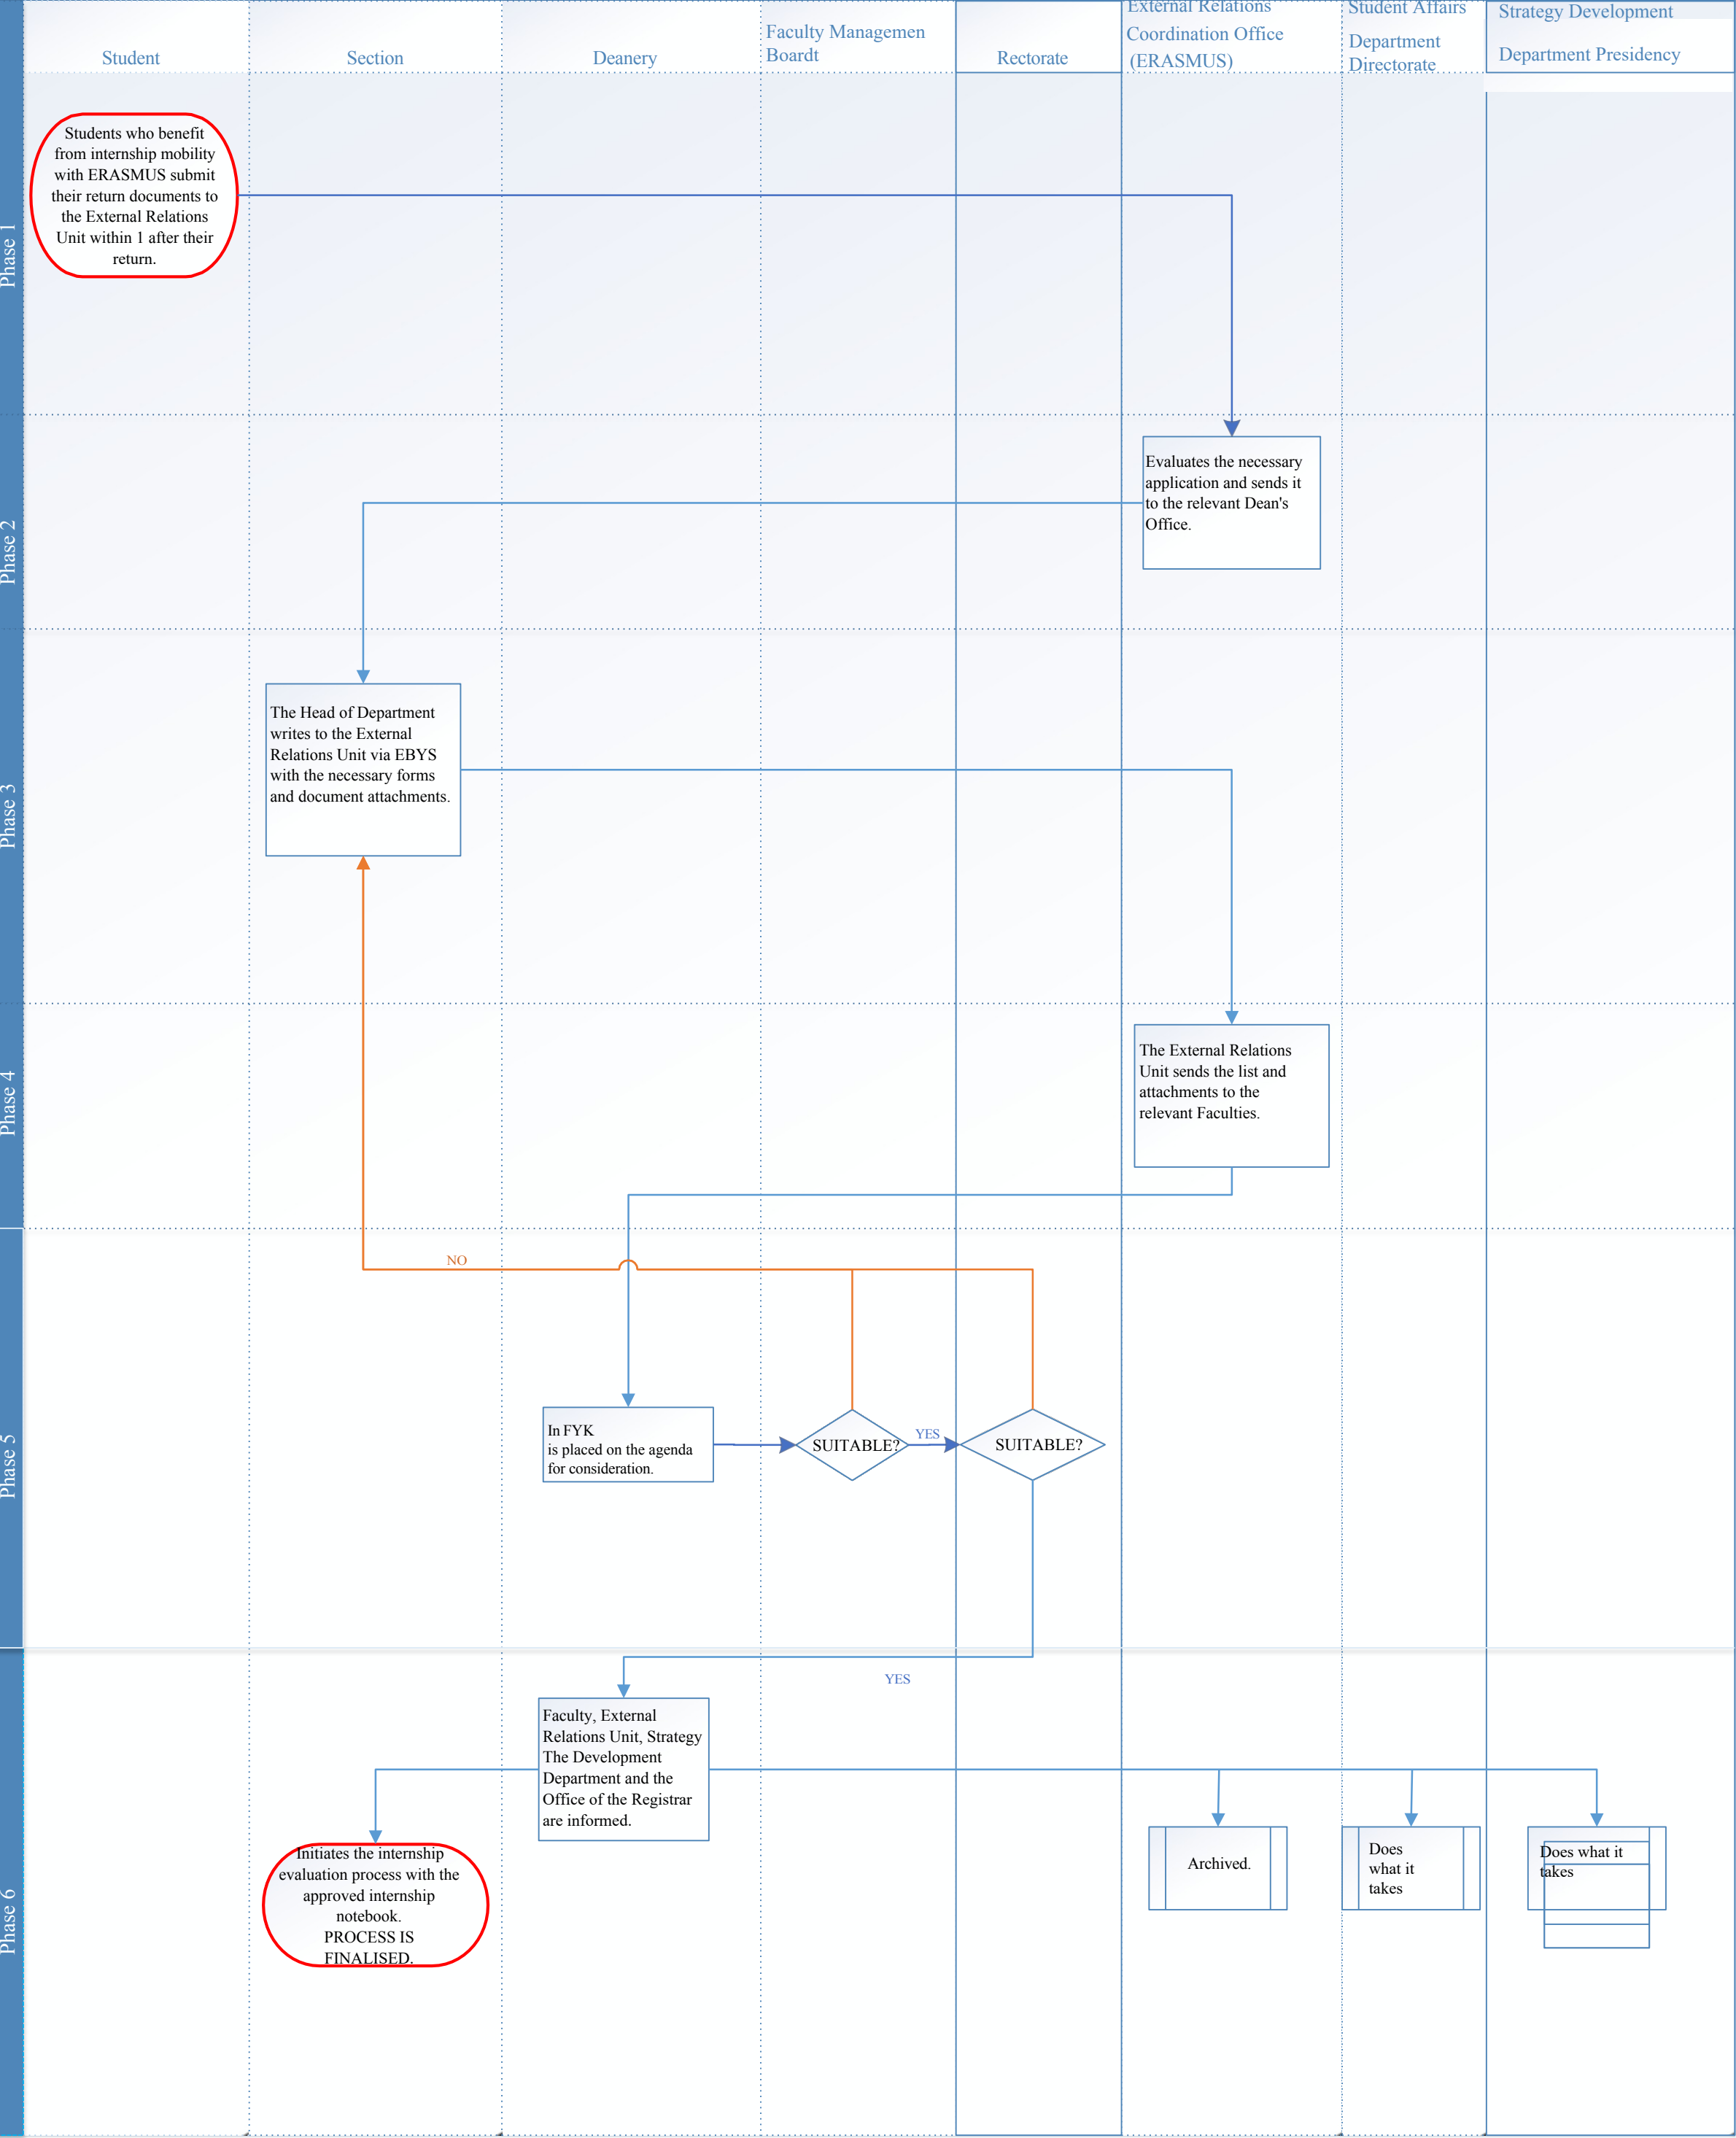 Student
Section
Deanery
Faculty Managemen
Boardt
Rectorate
External Relations
Coordination Office
(ERASMUS)
Student Affairs
Department
Directorate
Strategy Development
Department Presidency
Phase 1
Students who benefit
from internship mobility
with ERASMUS submit
their return documents to
the External Relations
Unit within 1 after their
return.
Phase 2
Evaluates the necessary
application and sends it
to the relevant Dean's
Office.
Phase 3
The Head of Department
writes to the External
Relations Unit via EBYS
with the necessary forms
and document attachments.
Phase 4
The External Relations
Unit sends the list and
attachments to the
relevant Faculties.
Phase 5
NO
In FYK
is placed on the agenda
for consideration.
SUITABLE?
YES
SUITABLE?
YES
Phase 6
Faculty, External
Relations Unit, Strategy
The Development
Department and the
Office of the Registrar
are informed.
Initiates the internship
evaluation process with the
approved internship
notebook.
PROCESS IS
FINALISED.
Archived.
Does
what it
takes
Does what it
takes